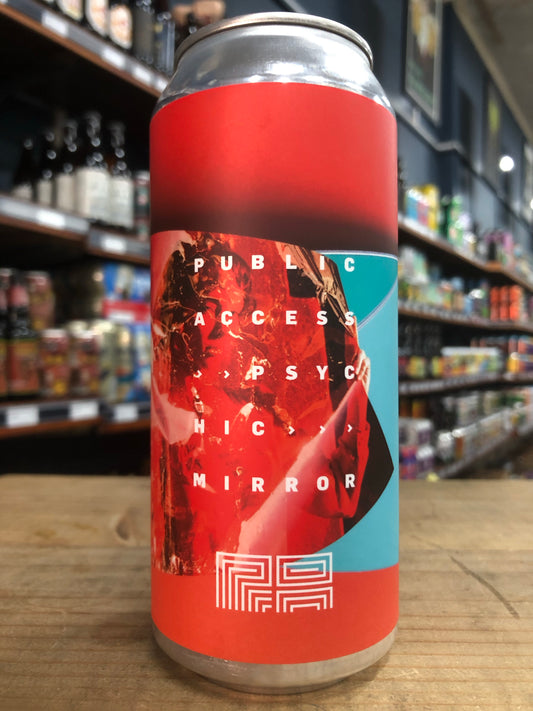 PUBLIC
ACCESS
››PSYC
HIC›››
MIRROR